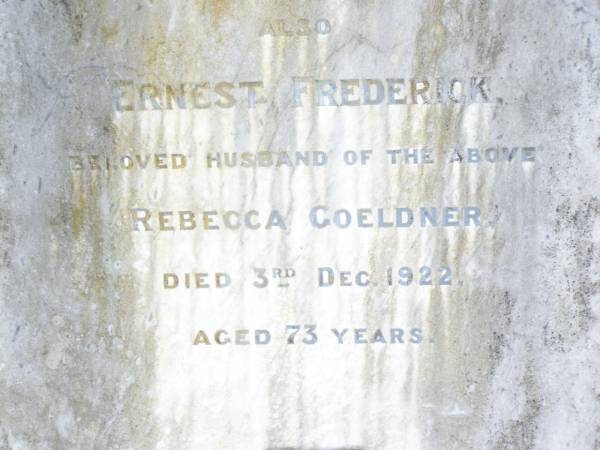 ALSO
ERNEST FREDERICK,
BELOVED HUSBAND OF THE ABOVE
REBECCA GOELDNER.
DIED 3RD DEC. 1922.
AGED 73 YEARS.